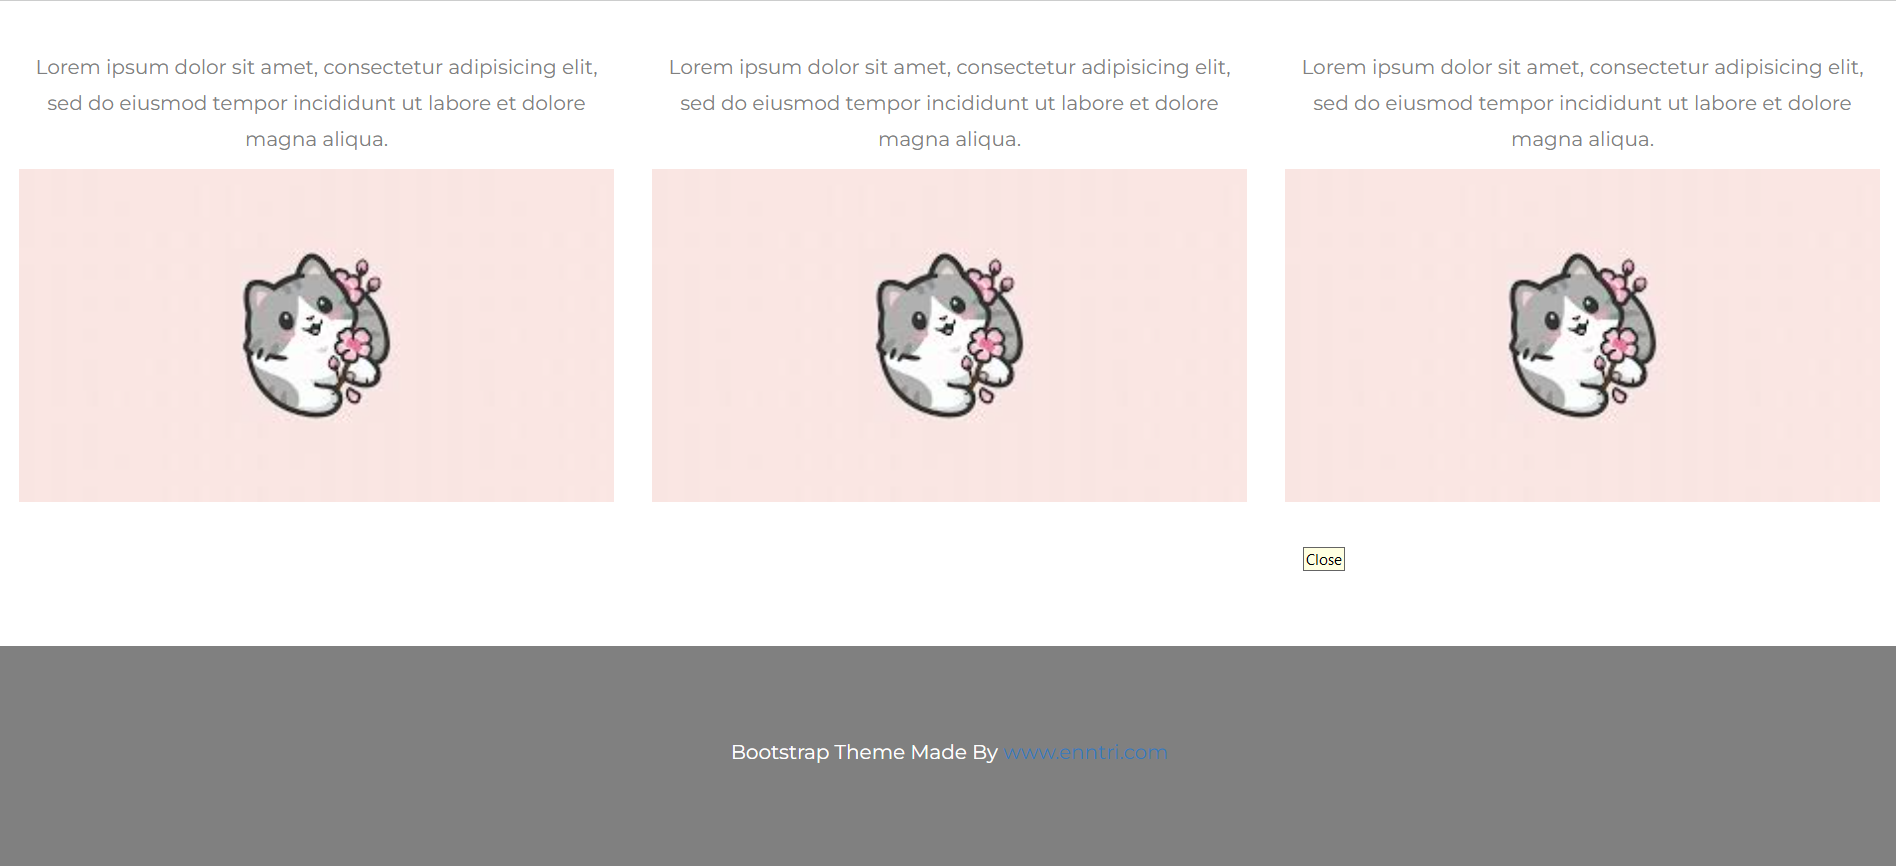 Lorem ipsum dolor sit amet, consectetur adipisicing elit,
sed do eiusmod tempor incididunt ut labore et dolore
magna aliqua.
Lorem ipsum dolor sit amet, consectetur adipisicing elit,
sed do eiusmod tempor incididunt ut labore et dolore
magna aliqua.
Lorem ipsum dolor sit amet, consectetur adipisicing elit,
sed do eiusmod tempor incididunt ut labore et dolore
magna aliqua.
Close
Bootstrap Theme Made By www.enntri.com